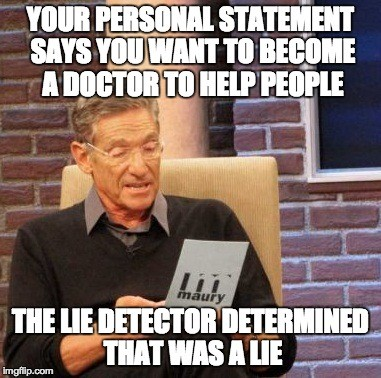 YOUR PERSONAL STATEMENT
SAYS YOU WANT TO BECOME
A DOCTOR TO HELP PEOPLE
maury
THE LIE DETECTOR DETERMINED
THAT WAS A LIE
imgflip.com